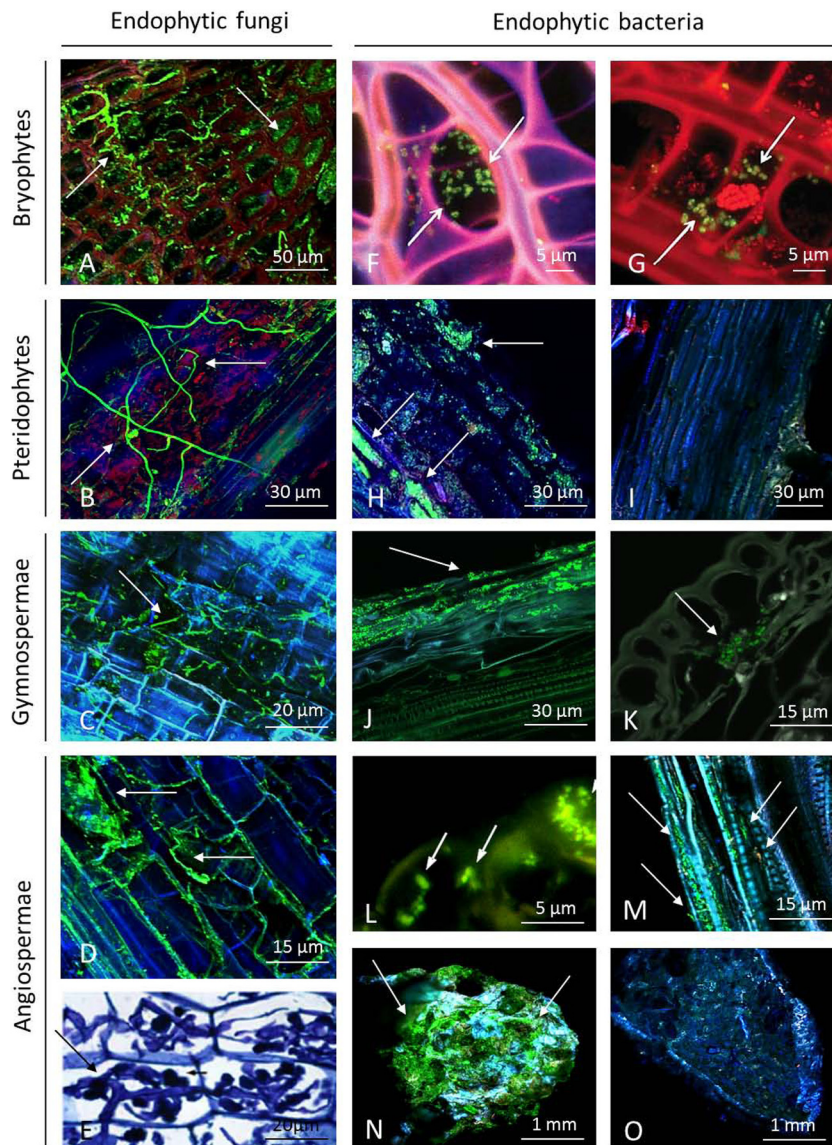 Endophytic fungi
Endophytic bacteria
Bryophytes
A
50 µm
F
5 µm
G
5 µm
Pteridophytes
B
30 µm
H
30 µm
I
30 µm
Gymnospermae
C
20 µm
J
30 µm
K
15 µm
Angiospermae
D
15 µm
L
5 µm
M
15 µm
E
20µm
N
1 mm
O
1 mm